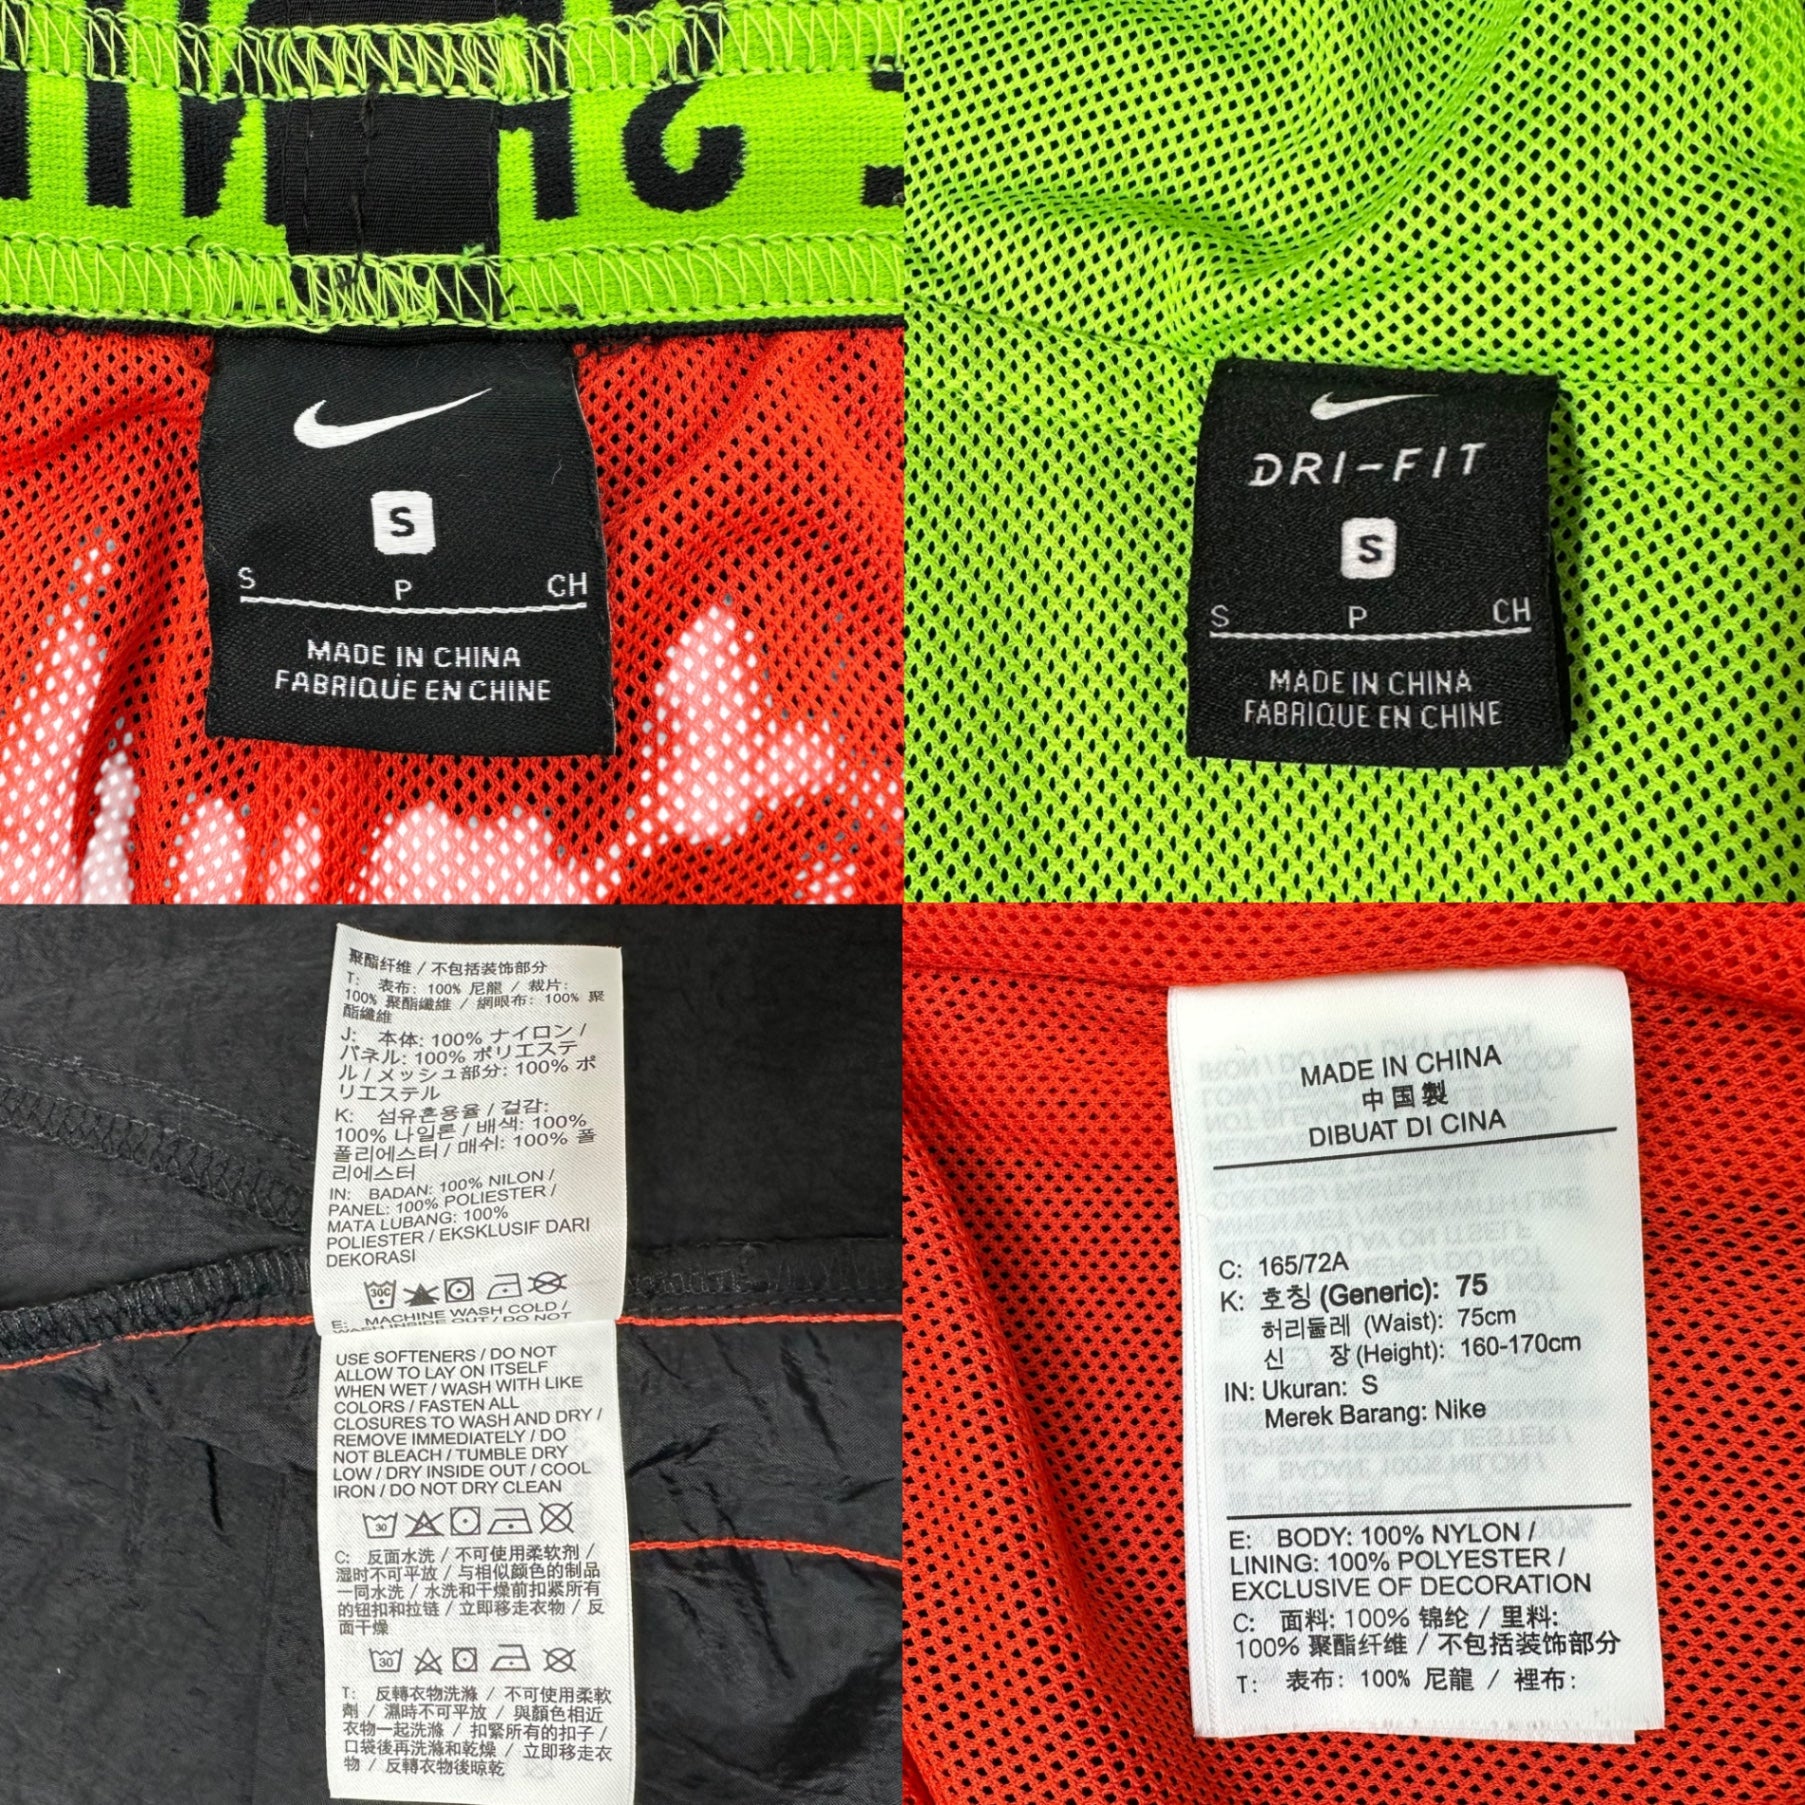 S
S P CH
MADE IN CHINA
FABRIQUE EN CHINE
DRI-FIT
S
S P CH
MADE IN CHINA
FABRIQUE EN CHINE
聚酯纤维 / 不包括装饰部分
T: 表布: 100% 尼龍 / 裁片:
100% 聚酯纖維 / 網眼布: 100% 聚
酯纖維
J: 本体: 100% ナイロン /
パネル: 100% ポリエステ
ル / メッシュ部分: 100% ポ
リエステル
K: 섬유혼용율 / 겉감:
100% 나일론 / 배색: 100%
폴리에스터 / 매쉬: 100% 폴
리에스터
IN: BADAN: 100% NILON /
PANEL: 100% POLIESTER /
MATA LUBANG: 100%
POLIESTER / EKSKLUSIF DARI
DEKORASI
30C
E: MACHINE WASH COLD /
WASH INSIDE OUT / DO NOT
USE SOFTENERS / DO NOT
ALLOW TO LAY ON ITSELF
WHEN WET / WASH WITH LIKE
COLORS / FASTEN ALL
CLOSURES TO WASH AND DRY /
REMOVE IMMEDIATELY / DO
NOT BLEACH / TUMBLE DRY
LOW / DRY INSIDE OUT / COOL
IRON / DO NOT DRY CLEAN
30
C: 反面水洗 / 不可使用柔软剂 /
湿时不可平放 / 与相似颜色的制品
一同水洗 / 水洗和干燥前扣紧所有
的钮扣和拉链 / 立即移走衣物 / 反
面干燥
30
T: 反轉衣物洗滌 / 不可使用柔軟
劑 / 濕時不可平放 / 與顏色相近
衣物一起洗滌 / 扣緊所有的扣子 /
口袋後再洗滌和乾燥 / 立即移走衣
物 / 反轉衣物後晾乾
MADE IN CHINA
中国製
DIBUAT DI CINA
C: 165/72A
K: 호칭 (Generic): 75
허리둘레 (Waist): 75cm
신 장 (Height): 160-170cm
IN: Ukuran: S
Merek Barang: Nike
E: BODY: 100% NYLON /
LINING: 100% POLYESTER /
EXCLUSIVE OF DECORATION
C: 面料: 100% 锦纶 / 里料:
100% 聚酯纤维 / 不包括装饰部分
T: 表布: 100% 尼龍 / 裡布: